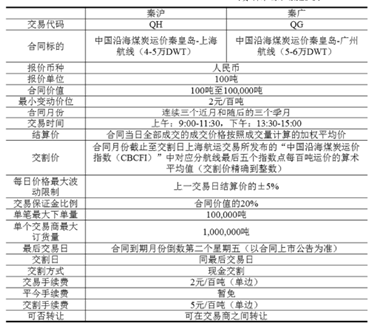 秦沪 秦广
交易代码 QH QG
合同标的 中国沿海煤炭运价秦皇岛-上海 中国沿海煤炭运价秦皇岛-广州
航线（4-5万DWT） 航线（5-6万DWT）
报价币种 人民币
报价单位 100吨
合同价值 100吨至100,000吨
最小变动价位 2元/百吨
合同月份 连续三个近月和随后的三个季月
交易时间 上午：9:00-11:30，下午：13:30-15:00
结算价 合同当日全部成交的成交价格按照成交量计算的加权平均价
交割价 合同月份截止至交割日上海航运交易所发布的“中国沿海煤炭运价
指数（CBCFI）”中对应分航线最后五个指数点每百吨运价的算术
平均值（交割价精确到整数）
每日价格最大波
动限制 上一交易日结算价的±5%
交易保证金比例 合同价值的20%
单笔最大下单量 100,000吨
单个交易商最大
订货量 1,000,000吨
最后交易日 合同到期月份倒数第二个星期五（以合同上市公告为准）
交割日 同最后交易日
交割方式 现金交割
交易手续费 2元/百吨（单边）
平今手续费 暂免
交割手续费 5元/百吨（单边）
可否转让 可在交易商之间转让